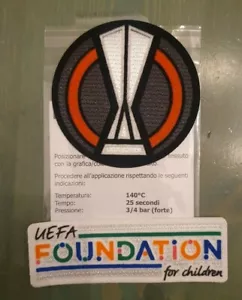 Posizionare
con la grafica/co
Procedere all'applicazione rispettando le seguenti
indicazioni:
Temperatura: 140°C
Tempo: 25 secondi
Pressione: 3/4 bar (forte)
UEFA
FOUNDATION
for children